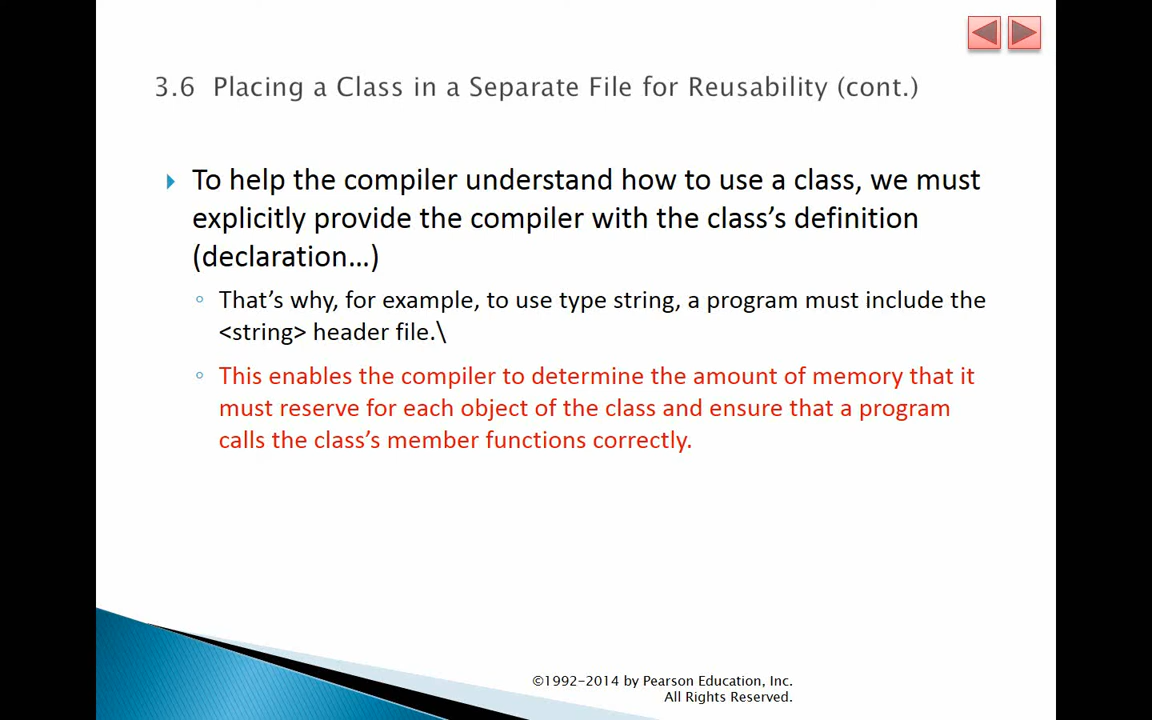 3.6 Placing a Class in a Separate File for Reusability (cont.)
To help the compiler understand how to use a class, we must
explicitly provide the compiler with the class’s definition
(declaration…)
That’s why, for example, to use type string, a program must include the
<string> header file.\
This enables the compiler to determine the amount of memory that it
must reserve for each object of the class and ensure that a program
calls the class’s member functions correctly.
©1992-2014 by Pearson Education, Inc.
All Rights Reserved.